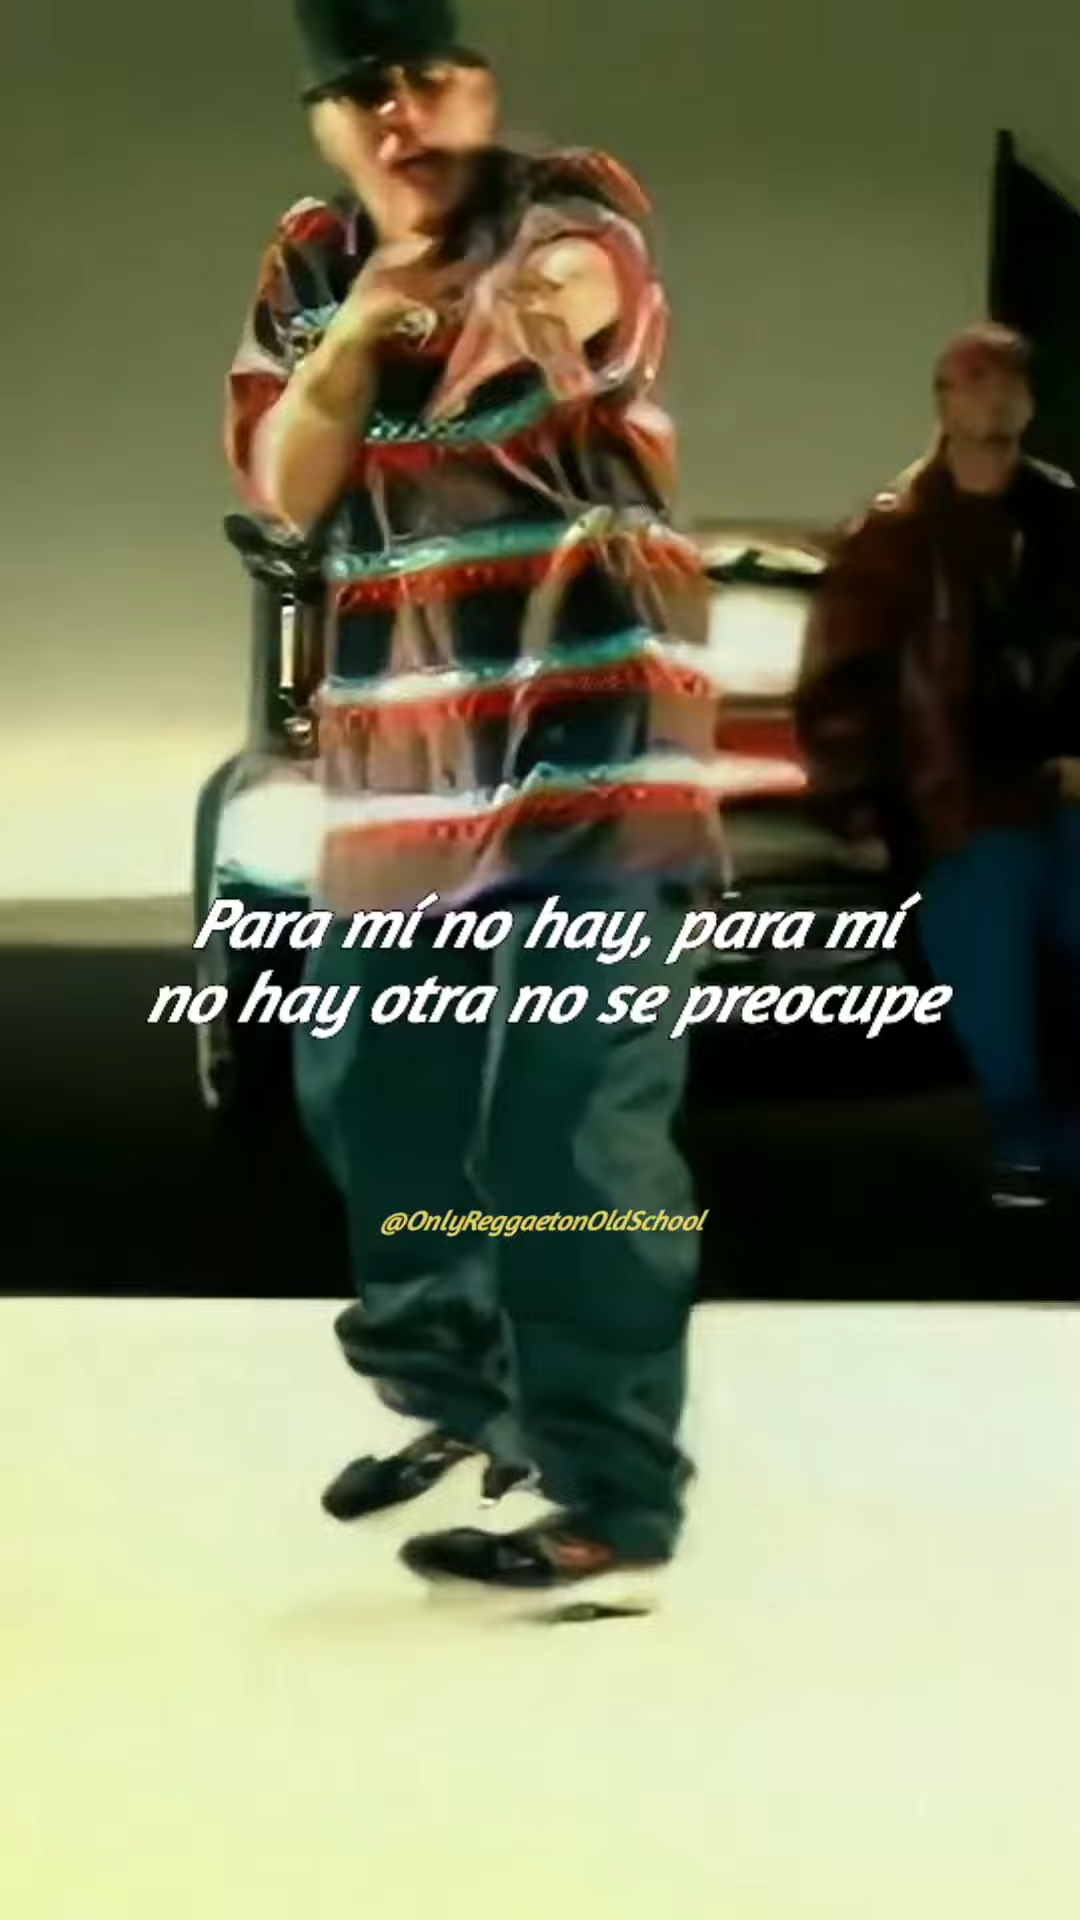 Para mí no hay, para mí
no hay otra no se preocupe
@OnlyReggaetonOldSchool